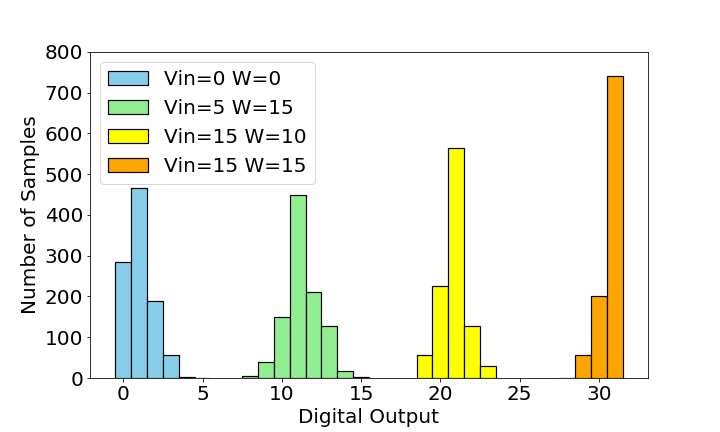 800
700
600
500
400
300
200
100
0
Number of Samples
Vin=0 W=0
Vin=5 W=15
Vin=15 W=10
Vin=15 W=15
0 5 10 15 20 25 30
Digital Output